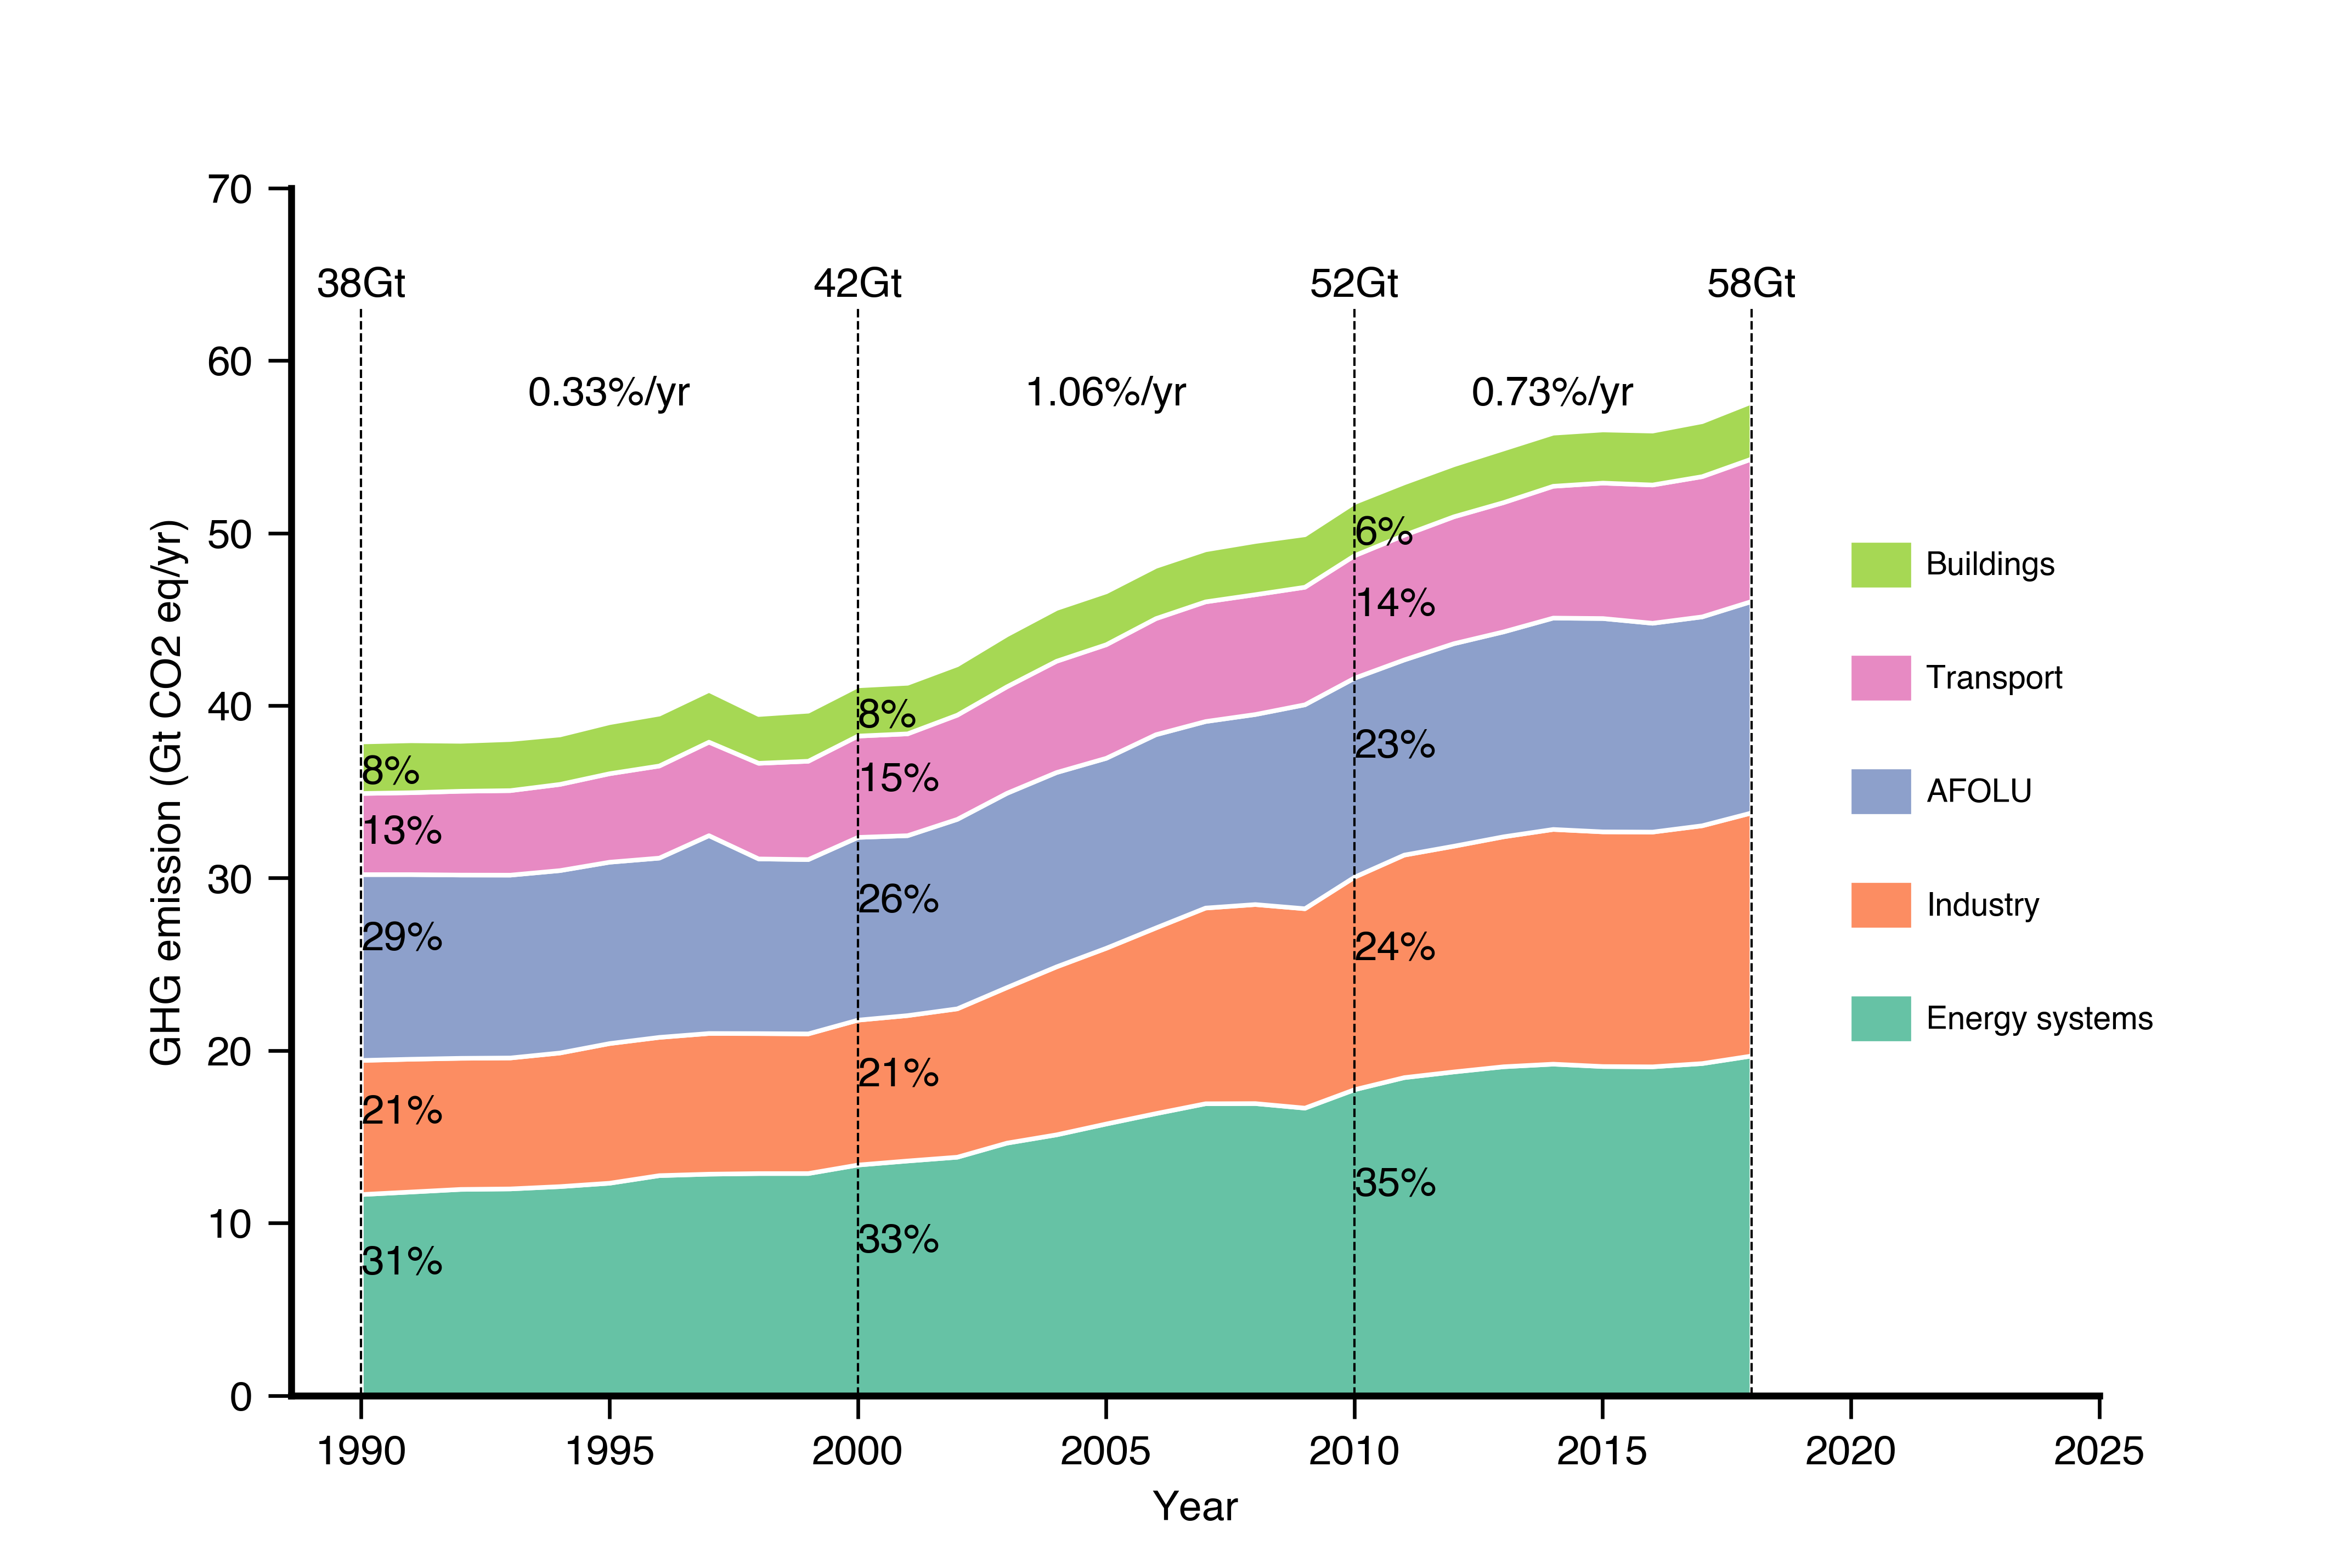 70
60
50
40
30
20
10
0
GHG emission (Gt CO2 eq/yr)
38Gt
42Gt
52Gt
58Gt
0.33%/yr
1.06%/yr
0.73%/yr
8%
13%
29%
21%
31%
8%
15%
26%
21%
33%
6%
14%
23%
24%
35%
Buildings
Transport
AFOLU
Industry
Energy systems
1990
1995
2000
2005
2010
2015
2020
2025
Year